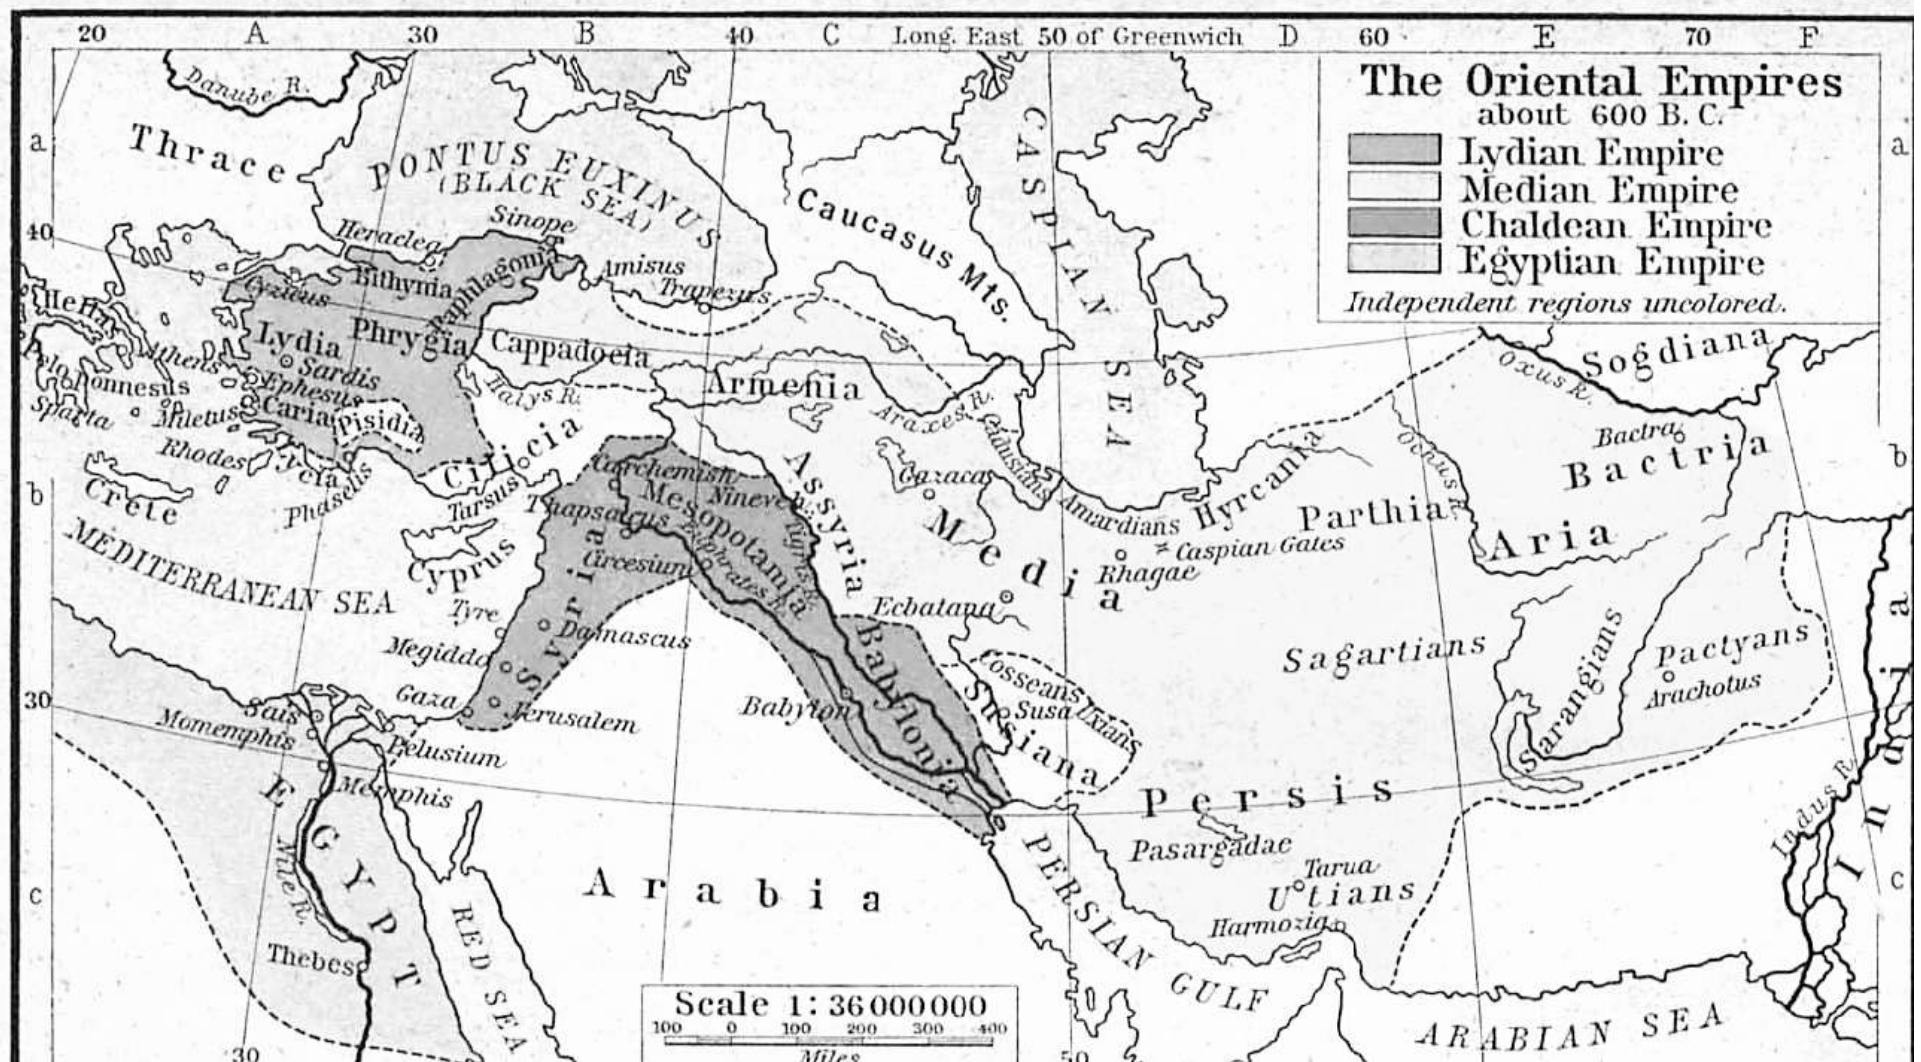 20 A 30 B 40 C Long. East 50 of Greenwich D 60 E 70 F
The Oriental Empires
about 600 B. C.
Lydian Empire
Median Empire
Chaldean Empire
Egyptian Empire
Independent regions uncolored.
Danube R.
a
a
Thrace
PONTUS EUXINUS
(BLACK SEA)
CASPIAN SEA
Caucasus Mts.
40
Heraclea
Sinope
Bithynia
Paphlagonia
Amisus
Trapezus
Cyzicus
Lydia
Phrygia
Cappadocia
Armenia
Sogdiana
Oxus R.
Athens
Sardis
Ephesus
Halys R.
Araxes R.
Sparta
Miletus
Caria
Pisidia
Cadusians
Bactra
Bactria
Ochus R.
Rhodes
Cilicia
Carchemish
Assyria
Gazaca
Hyrcania
b
b
Crete
Phaselis
Tarsus
Mesopotamia
Nineveh
Thapsacus
Amardians
Parthia
Media
Caspian Gates
Rhagae
Aria
MEDITERRANEAN SEA
Cyprus
Syria
Circesium
Euphrates R.
Tigris R.
Ecbatana
Tyre
Damascus
Babylonia
Sagartians
Sarangians
Pactyans
Arachotus
Megiddo
Cosseans
Uxians
Susiana
Susa
30
Gaza
Jerusalem
Babylon
Sais
Momemphis
Pelusium
Memphis
EGYPT
Nile R.
Persis
India
Indus R.
Arabia
PERSIAN GULF
Pasargadae
Tarua
Utians
Harmozia
c
c
Thebes
RED SEA
Scale 1: 36000000
100 0 100 200 300 400
Miles
ARABIAN SEA
30
50